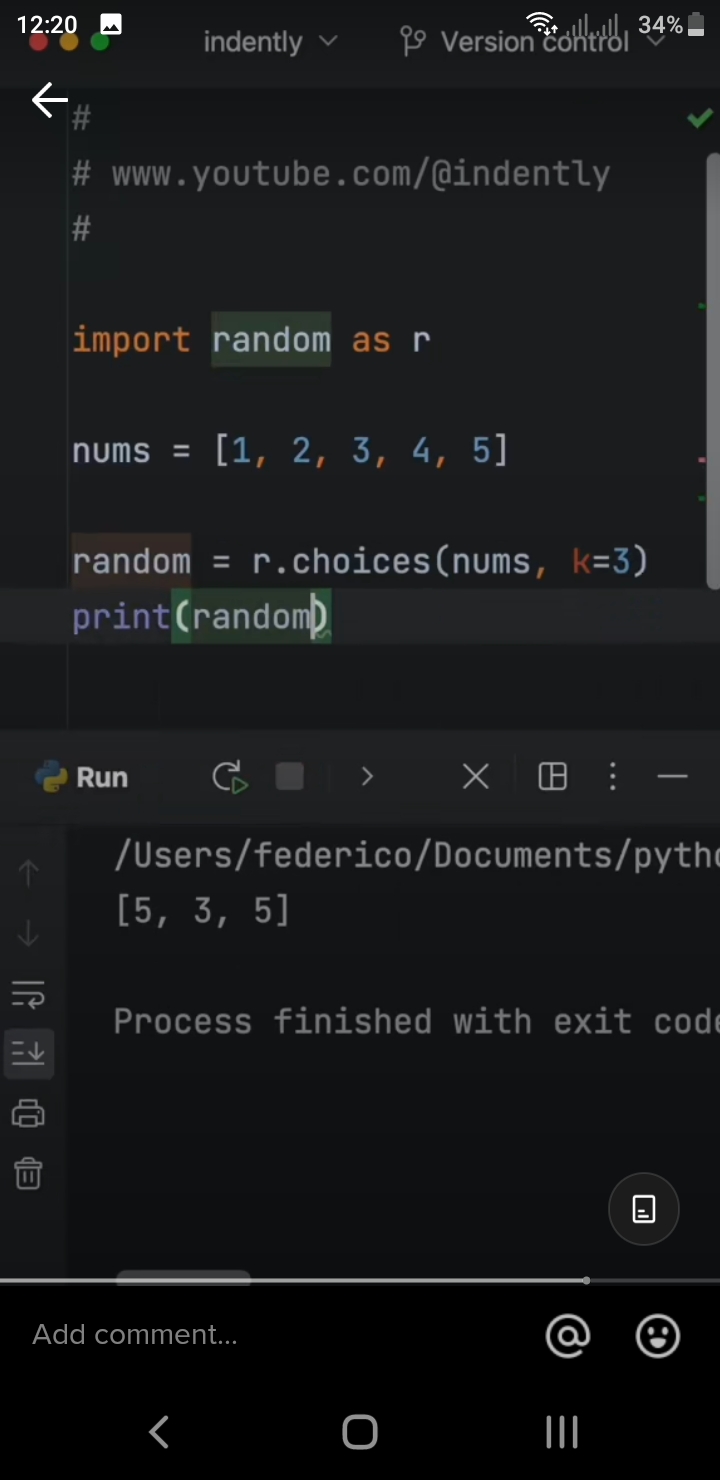 12:20 34%
indently Version control
#
# www.youtube.com/@indently
#
import random as r
nums = [1, 2, 3, 4, 5]
random = r.choices(nums, k=3)
print(random)
Run
/Users/federico/Documents/pytho
[5, 3, 5]
Process finished with exit code
Add comment...